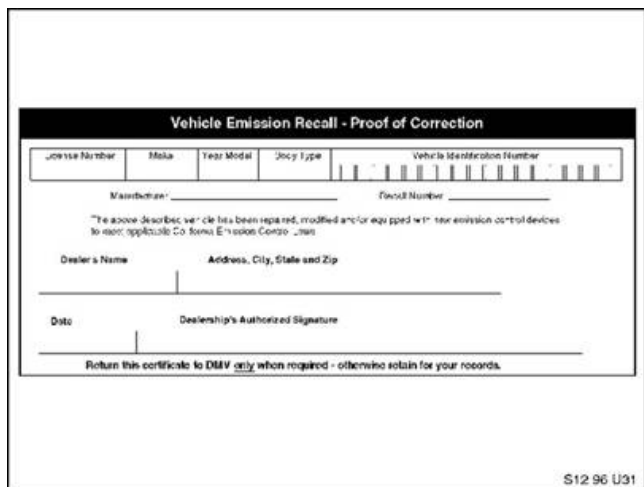 Vehicle Emission Recall - Proof of Correction
License Number Make Year Model Body Type Vehicle Identification Number
Manufacturer Recall Number
The above described vehicle has been repaired, modified and/or equipped with new emission control devices
to meet applicable California Emission Control Laws
Dealer's Name Address, City, State and Zip
Date Dealership's Authorized Signature
Return this certificate to DMV only when required - otherwise retain for your records.
S12 96 U31